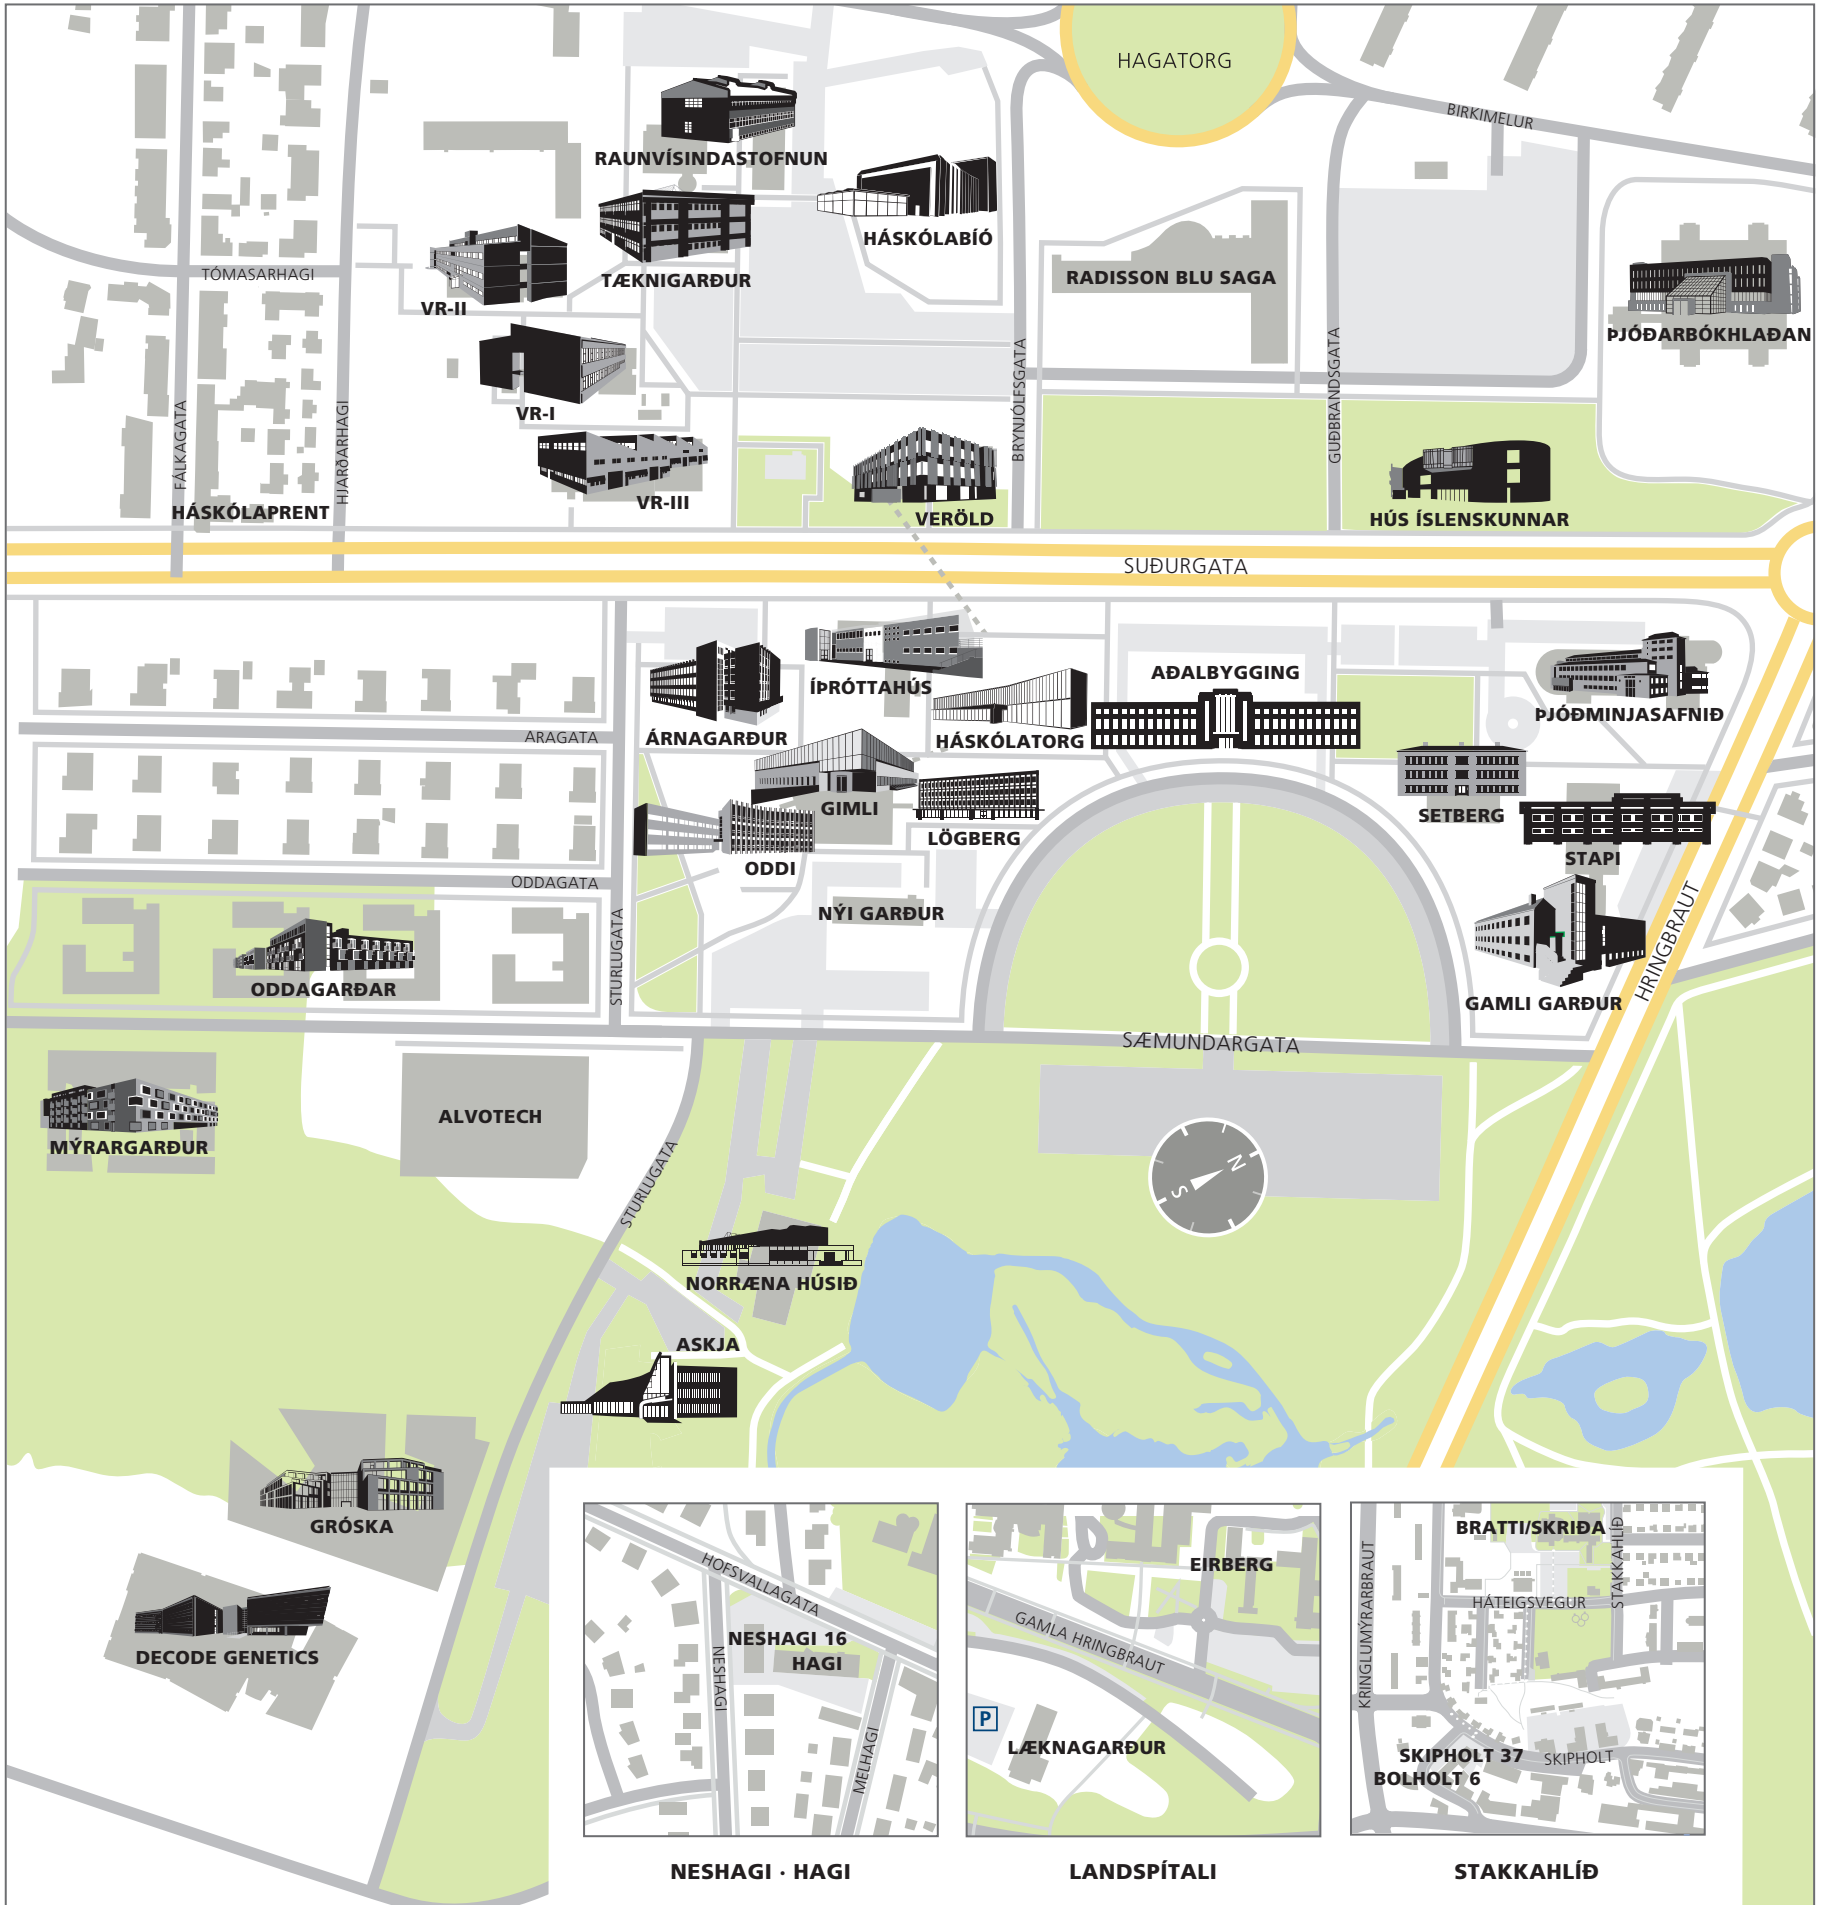 HAGATORG
BIRKIMELUR
RAUNVÍSINDASTOFNUN
HÁSKÓLABÍÓ
TÓMASARHAGI
VR-II
TÆKNIGARÐUR
RADISSON BLU SAGA
ÞJÓÐARBÓKHLAÐAN
FÁLKAGATA
HJARÐARHAGI
VR-I
BRYNJÓLFSGATA
GUÐBRANDSGATA
HÁSKÓLAPRENT
VR-III
VERÖLD
HÚS ÍSLENSKUNNAR
SUÐURGATA
ÁRNAGARÐUR
ÍÞRÓTTAHÚS
HÁSKÓLATORG
AÐALBYGGING
ÞJÓÐMINJASAFNIÐ
ARAGATA
GIMLI
LÖGBERG
SETBERG
STAPI
ODDI
ODDAGATA
NÝI GARÐUR
STURLUGATA
HRINGBRAUT
ODDAGARÐAR
GAMLI GARÐUR
SÆMUNDARGATA
MÝRARGARÐUR
ALVOTECH
STURLUGATA
N
S
NORRÆNA HÚSIÐ
ASKJA
GRÓSKA
DECODE GENETICS
HOFSVALLAGATA
NESHAGI
NESHAGI 16
HAGI
MELHAGI
NESHAGI · HAGI
EIRBERG
GAMLA HRINGBRAUT
P
LÆKNAGARÐUR
LANDSPÍTALI
BRATTI/SKRIÐA
STAKKAHLÍÐ
KRINGLUMÝRARBRAUT
HÁTEIGSVEGUR
SKIPHOLT 37
SKIPHOLT
BOLHOLT 6
STAKKAHLÍÐ